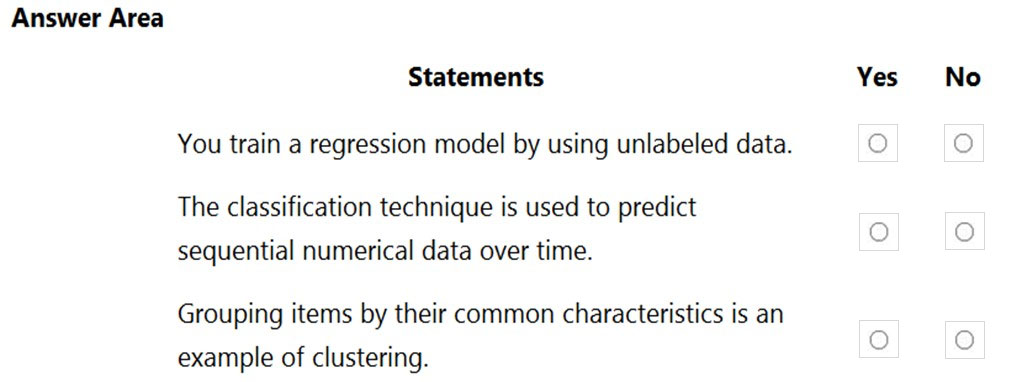 Answer Area
Statements Yes No
You train a regression model by using unlabeled data.
The classification technique is used to predict
sequential numerical data over time.
Grouping items by their common characteristics is an
example of clustering.